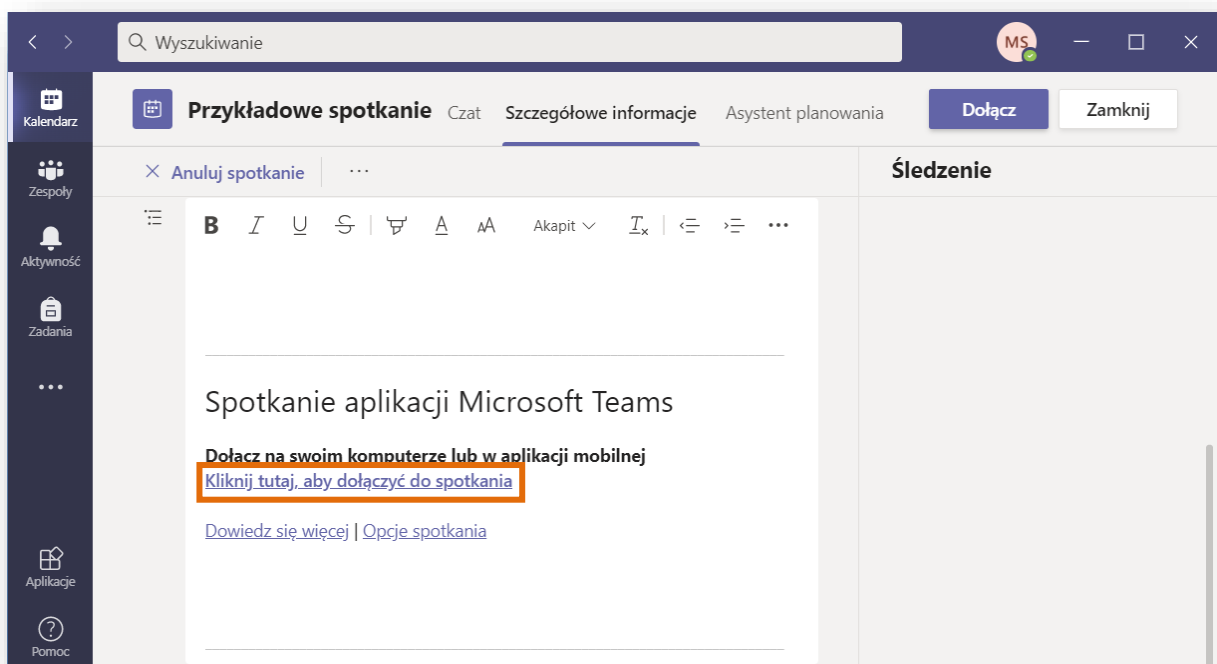 Wyszukiwanie
MS
Kalendarz
Zespoły
Aktywność
Zadania
Aplikacje
Pomoc
Przykładowe spotkanie Czat Szczegółowe informacje Asystent planowania Dołącz Zamknij
Anuluj spotkanie
Śledzenie
B I U S A AA Akapit
Spotkanie aplikacji Microsoft Teams
Dołącz na swoim komputerze lub w aplikacji mobilnej
Kliknij tutaj, aby dołączyć do spotkania
Dowiedz się więcej | Opcje spotkania